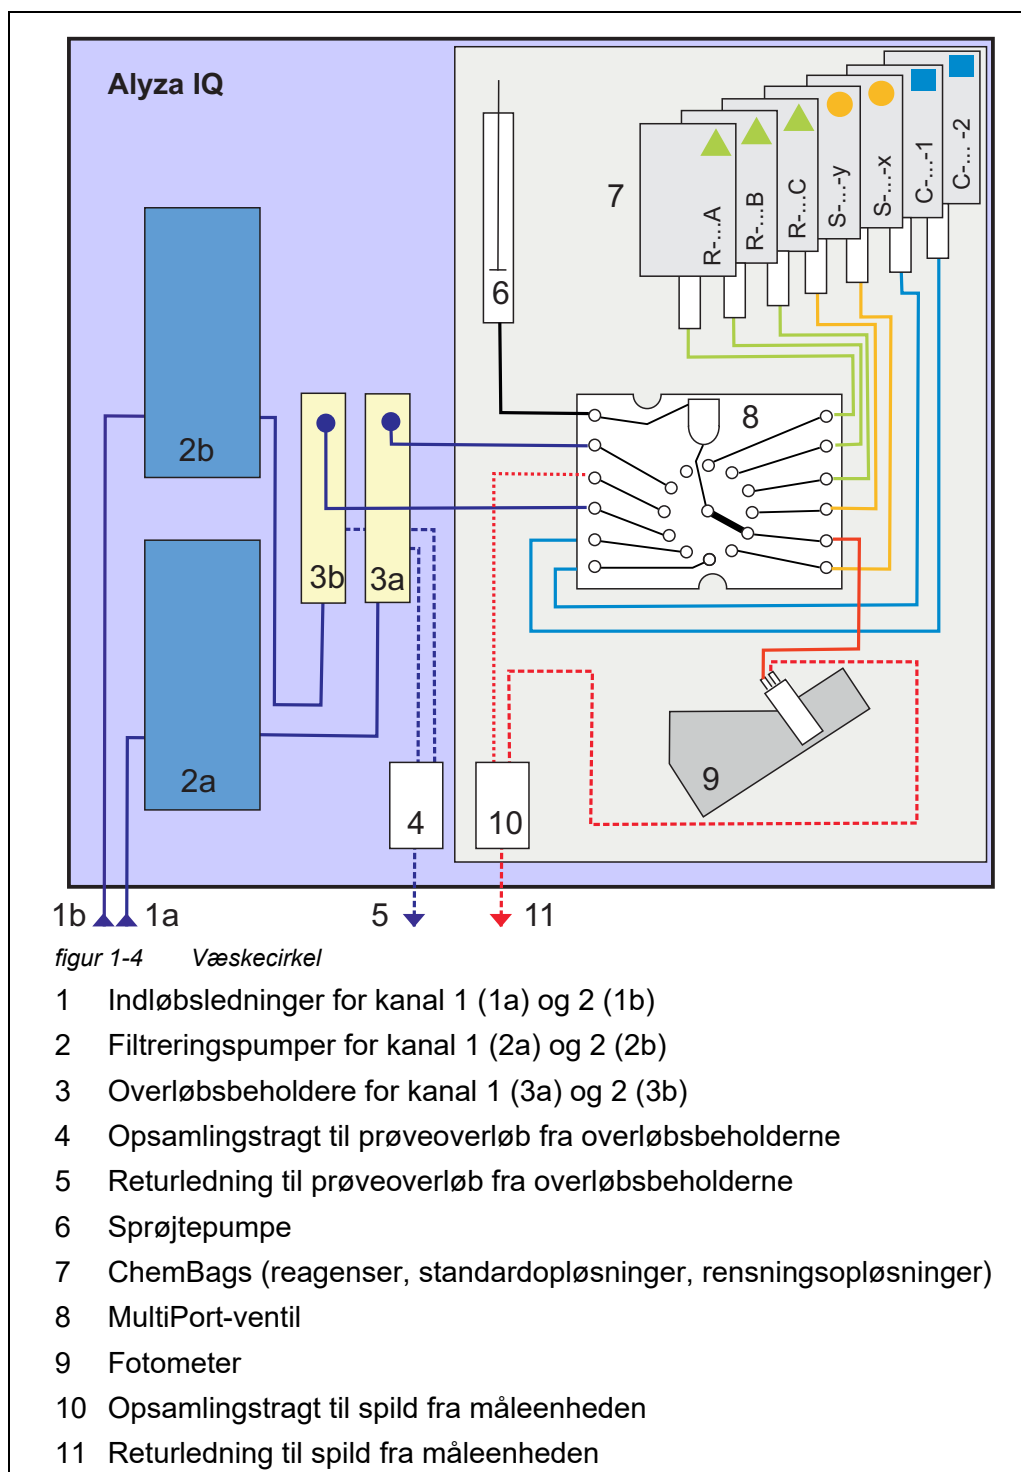 Alyza IQ
7
R-...A
R-...B
R-...C
S-...-y
S-...-x
C-...-1
C-... -2
6
8
2b
3b
3a
2a
4
10
9
1b
1a
5
11
figur 1-4 Væskecirkel
1 Indløbsledninger for kanal 1 (1a) og 2 (1b)
2 Filtreringspumper for kanal 1 (2a) og 2 (2b)
3 Overløbsbeholdere for kanal 1 (3a) og 2 (3b)
4 Opsamlingstragt til prøveoverløb fra overløbsbeholderne
5 Returledning til prøveoverløb fra overløbsbeholderne
6 Sprøjtepumpe
7 ChemBags (reagenser, standardopløsninger, rensningsopløsninger)
8 MultiPort-ventil
9 Fotometer
10 Opsamlingstragt til spild fra måleenheden
11 Returledning til spild fra måleenheden